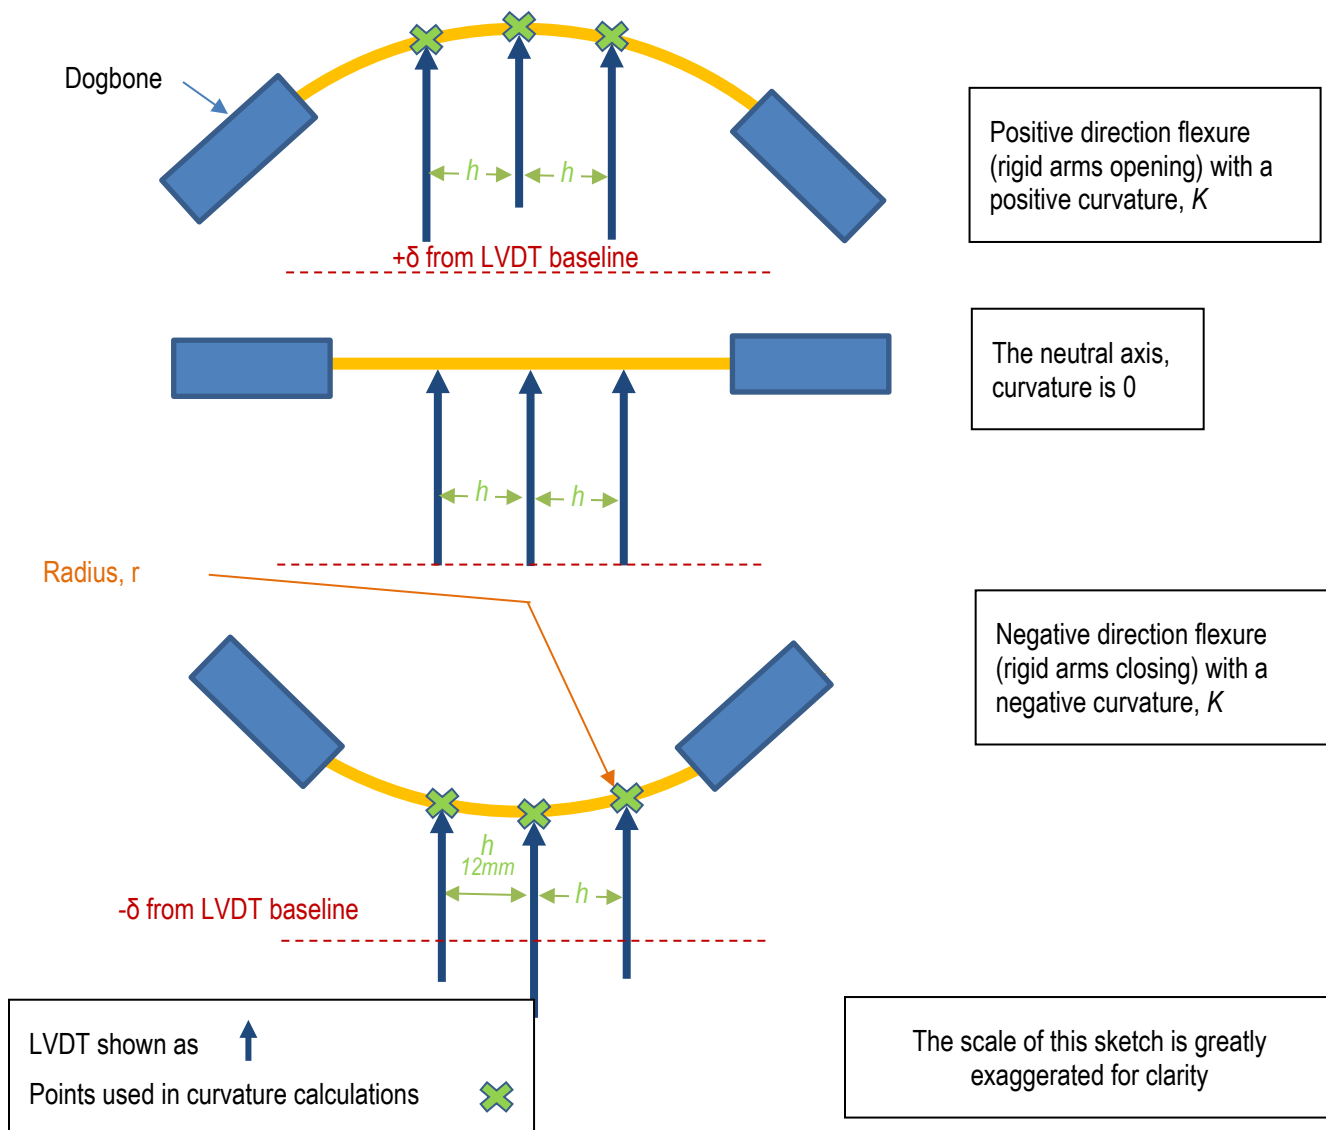 Dogbone
h
h
+δ from LVDT baseline
Positive direction flexure
(rigid arms opening) with a
positive curvature, K
The neutral axis,
curvature is 0
h
h
Radius, r
Negative direction flexure
(rigid arms closing) with a
negative curvature, K
h
12mm
h
-δ from LVDT baseline
LVDT shown as
Points used in curvature calculations
The scale of this sketch is greatly
exaggerated for clarity